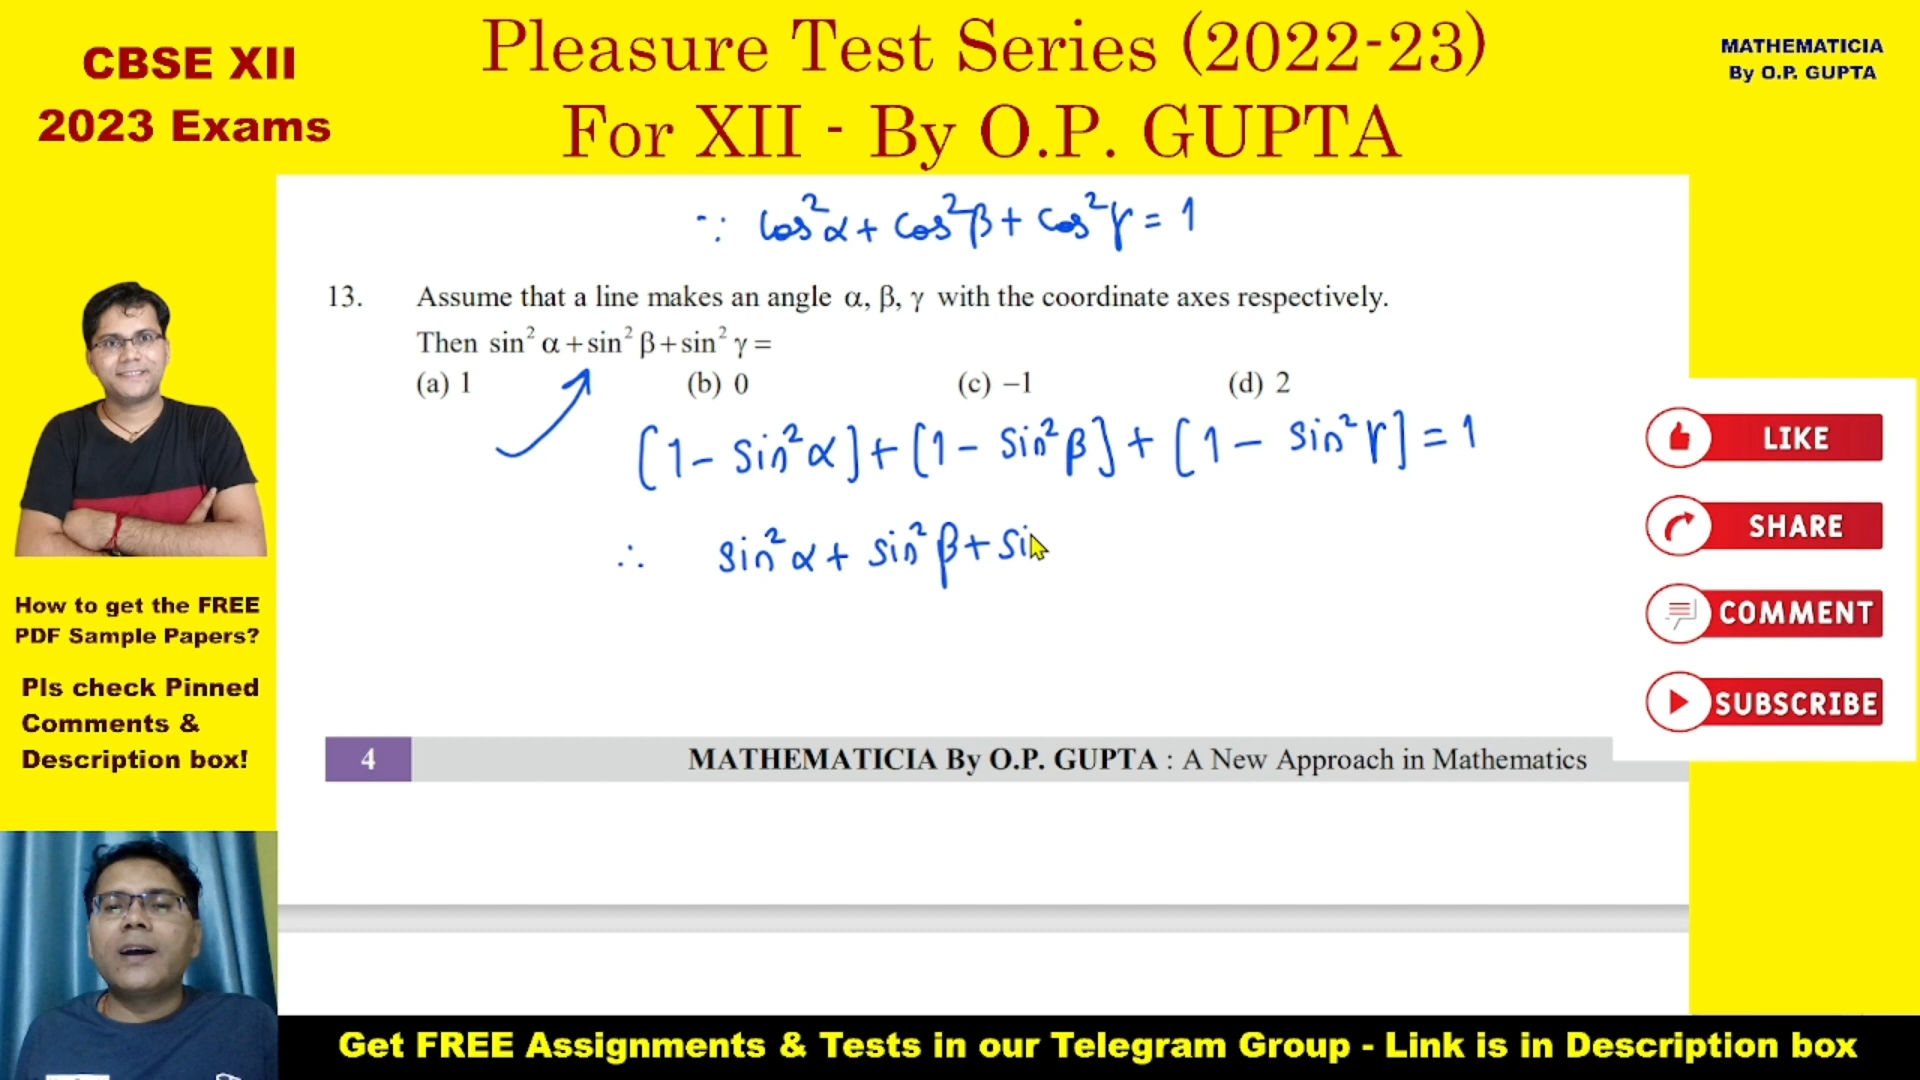 CBSE XII
2023 Exams
Pleasure Test Series (2022-23)
For XII - By O.P. GUPTA
MATHEMATICIA
By O.P. GUPTA
∵ cos²α + cos²β + cos²γ = 1
13. Assume that a line makes an angle α, β, γ with the coordinate axes respectively.
Then sin² α + sin² β + sin² γ =
(a) 1 (b) 0 (c) –1 (d) 2
[1 - sin²α] + [1 - sin²β] + [1 - sin²γ] = 1
∴ sin²α + sin²β + si
4 MATHEMATICIA By O.P. GUPTA : A New Approach in Mathematics
How to get the FREE
PDF Sample Papers?
Pls check Pinned
Comments &
Description box!
LIKE
SHARE
COMMENT
SUBSCRIBE
Get FREE Assignments & Tests in our Telegram Group - Link is in Description box